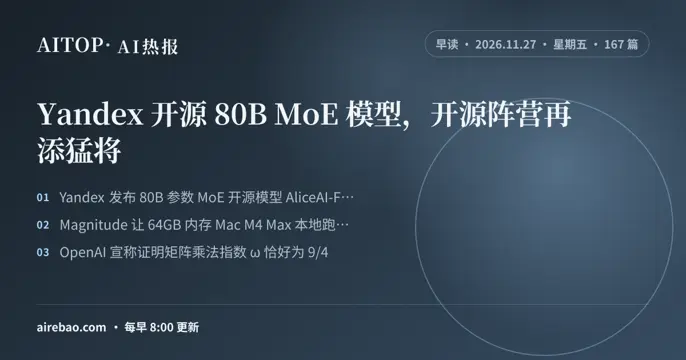 AITOP· AI热报
早读 · 2026.11.27 · 星期五 · 167 篇
Yandex 开源 80B MoE 模型，开源阵营再
添猛将
01 Yandex 发布 80B 参数 MoE 开源模型 AliceAI-F…
02 Magnitude 让 64GB 内存 Mac M4 Max 本地跑…
03 OpenAI 宣称证明矩阵乘法指数 ω 恰好为 9/4
airebao.com · 每早 8:00 更新